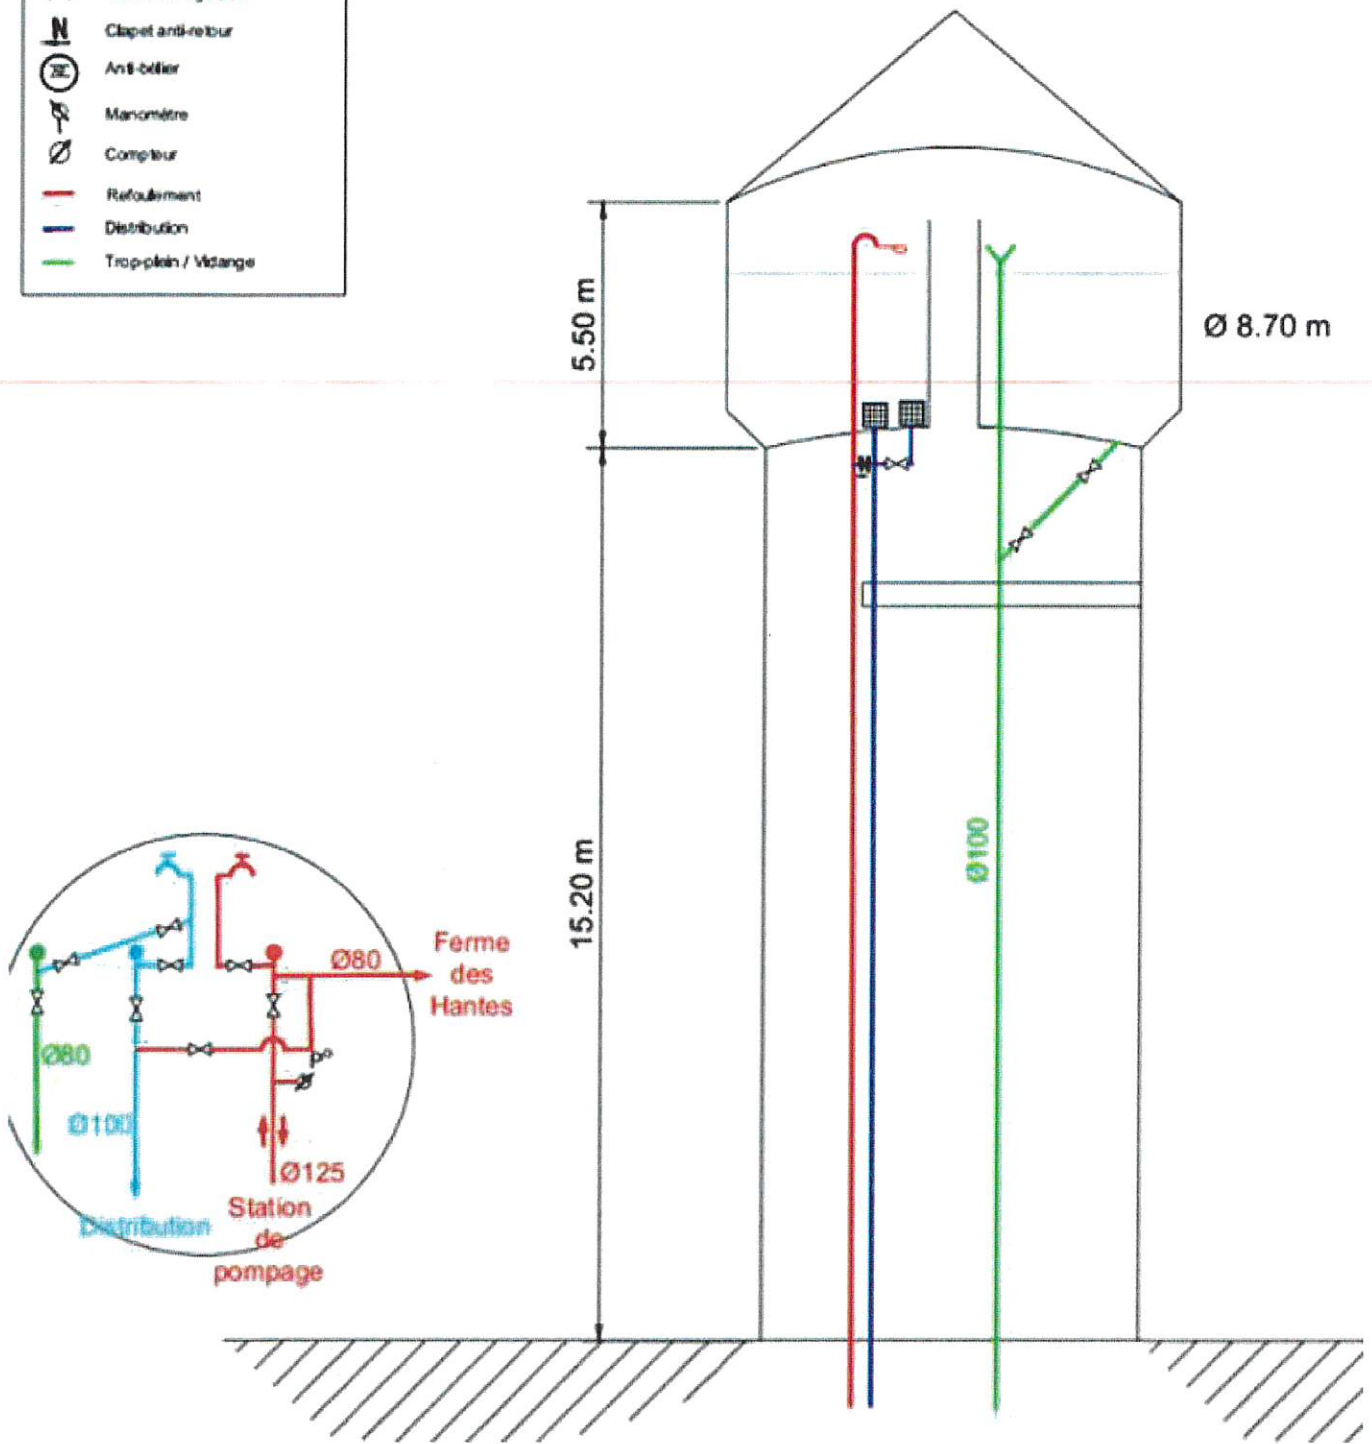 Clapet anti-retour
Anti-bélier
Manomètre
Compteur
Refoulement
Distribution
Trop-plein / Vidange
5.50 m
Ø 8.70 m
15.20 m
Ø100
Ø80
Ferme
des
Hantes
Ø80
Ø100
Ø125
Distribution
Station
de
pompage